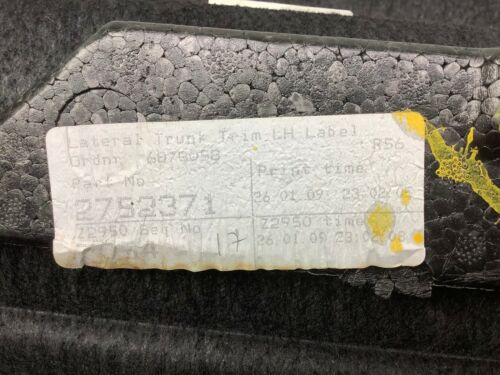 Lateral Trunk Trim LH Label
Ordnr 6076058 R56
Part No Print time
2752371 26.01.09 23:02:
Z2950 Ser No Z2950 time
17 26.01.09 23:02: